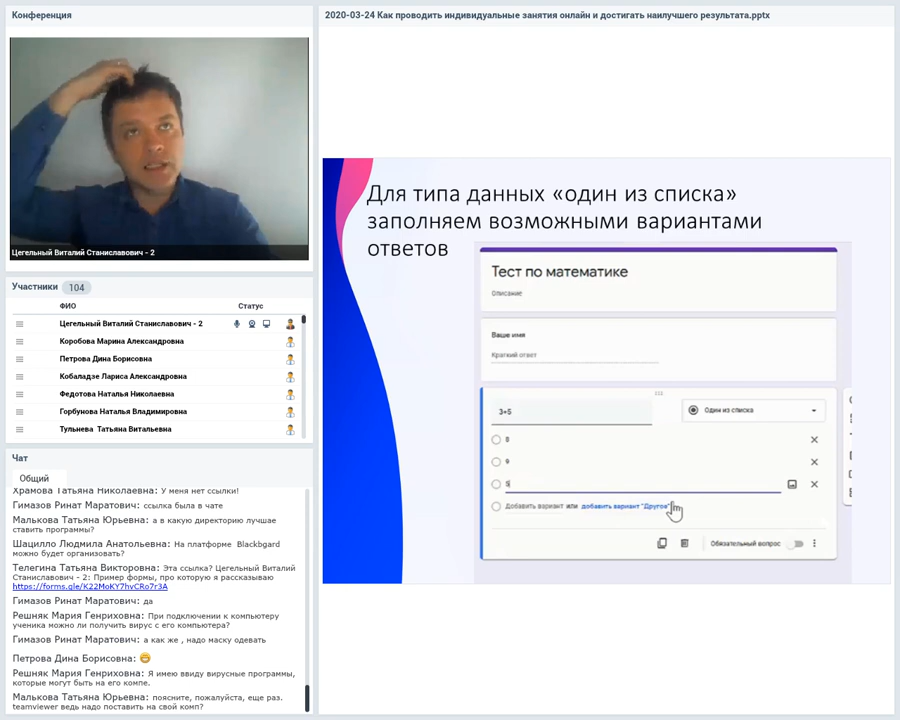 Конференция
Цегельный Виталий Станиславович - 2
Участники 104
ФИО Статус
Цегельный Виталий Станиславович - 2
Коробова Марина Александровна
Петрова Дина Борисовна
Кобаладзе Лариса Александровна
Федотова Наталья Николаевна
Горбунова Наталья Владимировна
Тульнева Татьяна Витальевна
Чат
Общий
Храмова Татьяна Николаевна: У меня нет ссылки!
Гимазов Ринат Маратович: ссылка была в чате
Малькова Татьяна Юрьевна: а в какую директорию лучшее
ставить программы?
Шацилло Людмила Анатольевна: На платформе Blackbgard
можно будет организовать?
Телегина Татьяна Викторовна: Эта ссылка? Цегельный Виталий
Станиславович - 2: Пример формы, про которую я рассказываю
https://forms.gle/K22MoKY7hvCRo7r3A
Гимазов Ринат Маратович: да
Решняк Мария Генриховна: При подключении к компьютеру
ученика можно ли получить вирус с его компьютера?
Гимазов Ринат Маратович: а как же , надо маску одевать
Петрова Дина Борисовна:
Решняк Мария Генриховна: Я имею ввиду вирусные программы,
которые могут быть на его компе.
Малькова Татьяна Юрьевна: поясните, пожалуйста, еще раз.
teamviewer ведь надо поставить на свой комп?
2020-03-24 Как проводить индивидуальные занятия онлайн и достигать наилучшего результата.pptx
Для типа данных «один из списка»
заполняем возможными вариантами
ответов
Тест по математике
Описание
Ваше имя
Краткий ответ
3+5 Один из списка
8
9
5
Добавить вариант или добавить вариант "Другое"
Обязательный вопрос